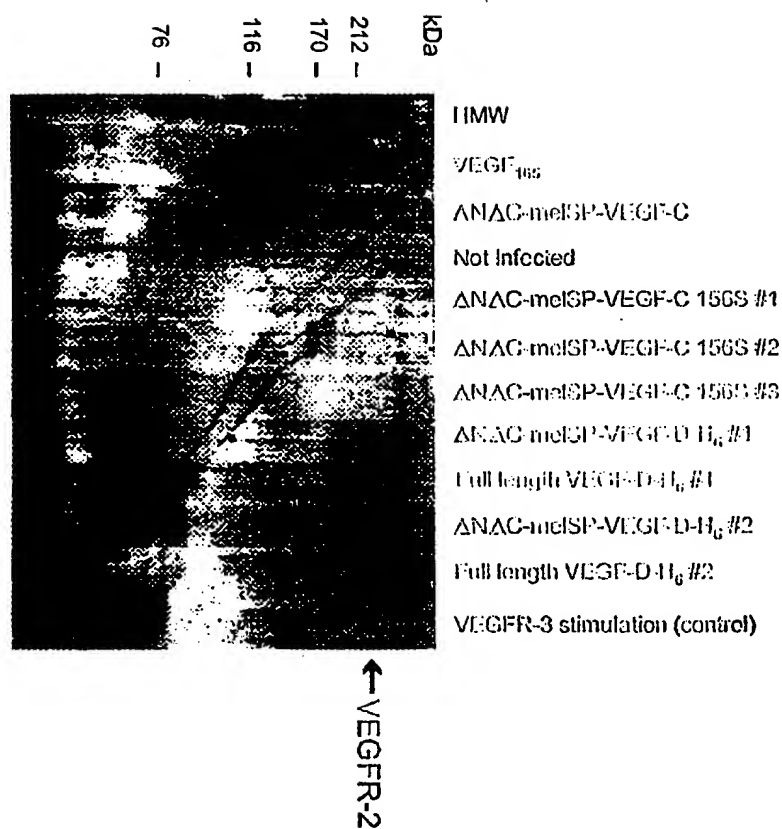 kDa
212
170
116
76
HMW
VEGF₁₆₅
ΔNΔC-melSP-VEGF-C
Not Infected
ΔNΔC-melSP-VEGF-C 156S #1
ΔNΔC-melSP-VEGF-C 156S #2
ΔNΔC-melSP-VEGF-C 156S #3
ΔNΔC-melSP-VEGF-D-H₆ #1
Full length VEGF-D-H₆ #1
ΔNΔC-melSP-VEGF-D-H₆ #2
Full length VEGF-D-H₆ #2
VEGFR-3 stimulation (control)
← VEGFR-2